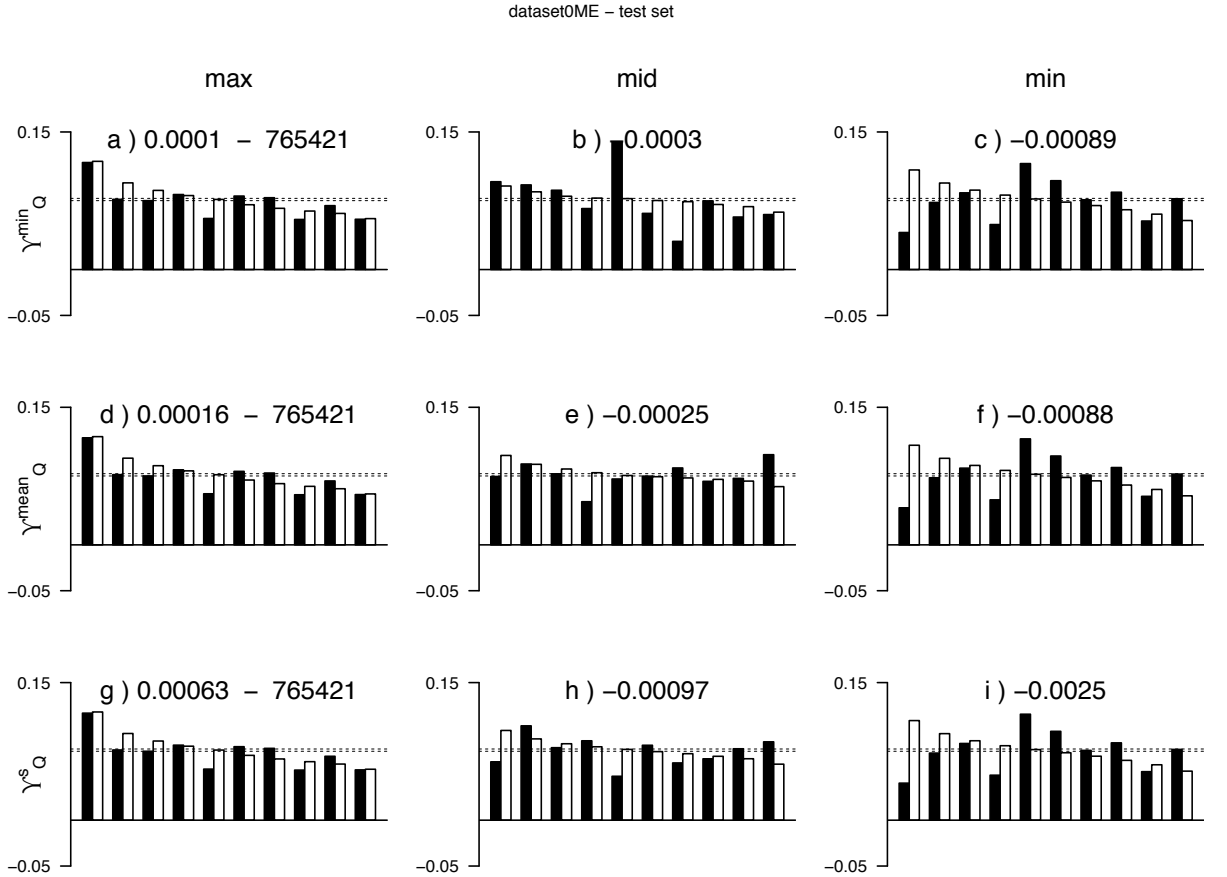 dataset0ME − test set
max mid min
a ) 0.0001 − 765421
b ) −0.0003
c ) −0.00089
0.15 0.15 0.15
γ^min Q
−0.05 −0.05 −0.05
d ) 0.00016 − 765421
e ) −0.00025
f ) −0.00088
0.15 0.15 0.15
γ^mean Q
−0.05 −0.05 −0.05
g ) 0.00063 − 765421
h ) −0.00097
i ) −0.0025
0.15 0.15 0.15
γ^s Q
−0.05 −0.05 −0.05